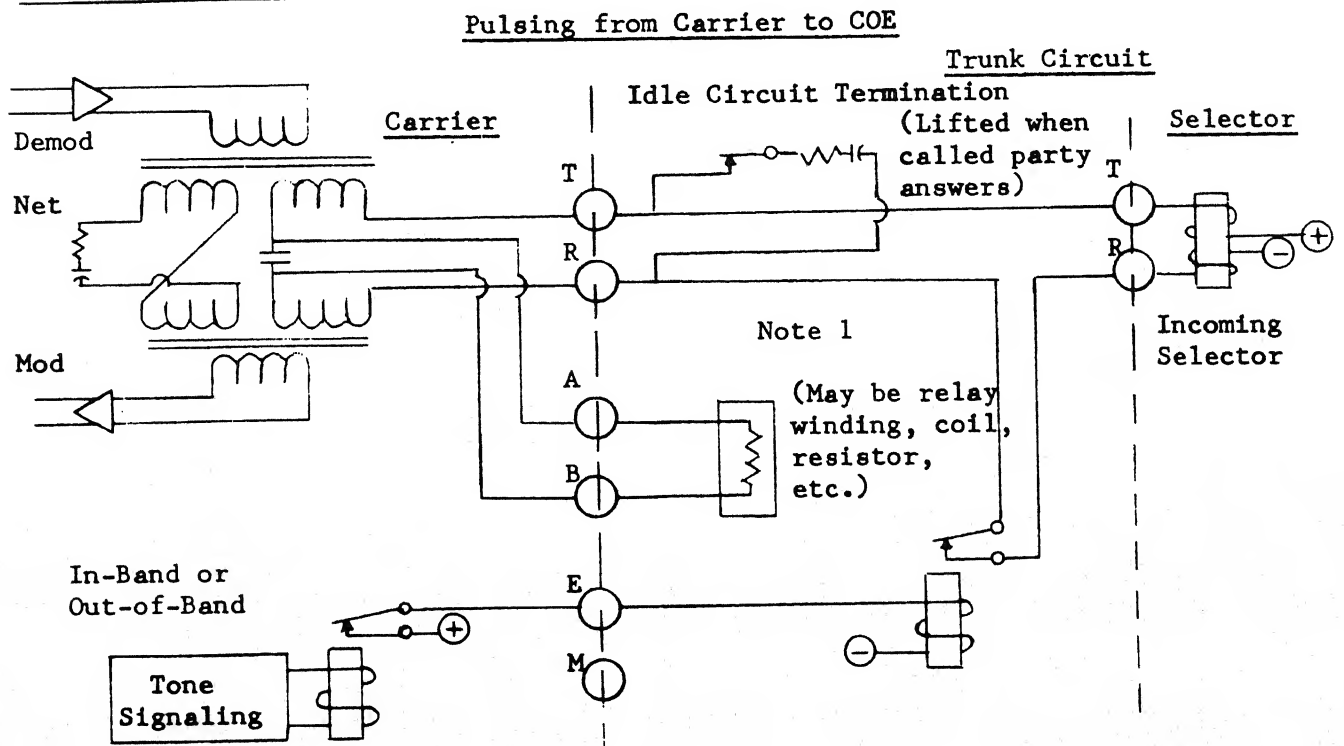 Pulsing from Carrier to COE
Trunk Circuit
Idle Circuit Termination
(Lifted when
called party
answers)
Carrier
Selector
Demod
Net
Mod
T
R
A
B
E
M
T
R
+
-
Incoming
Selector
Note 1
(May be relay
winding, coil,
resistor,
etc.)
In-Band or
Out-of-Band
+
-
Tone
Signaling